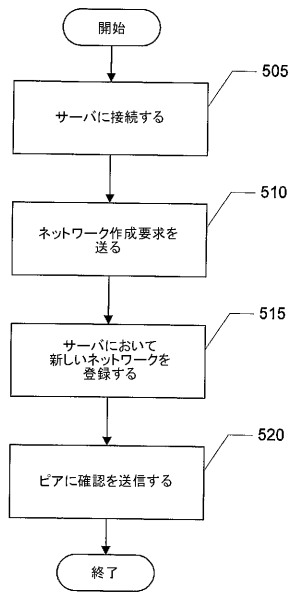 開始
505
サーバに接続する
510
ネットワーク作成要求を
送る
515
サーバにおいて
新しいネットワークを
登録する
520
ピアに確認を送信する
終了